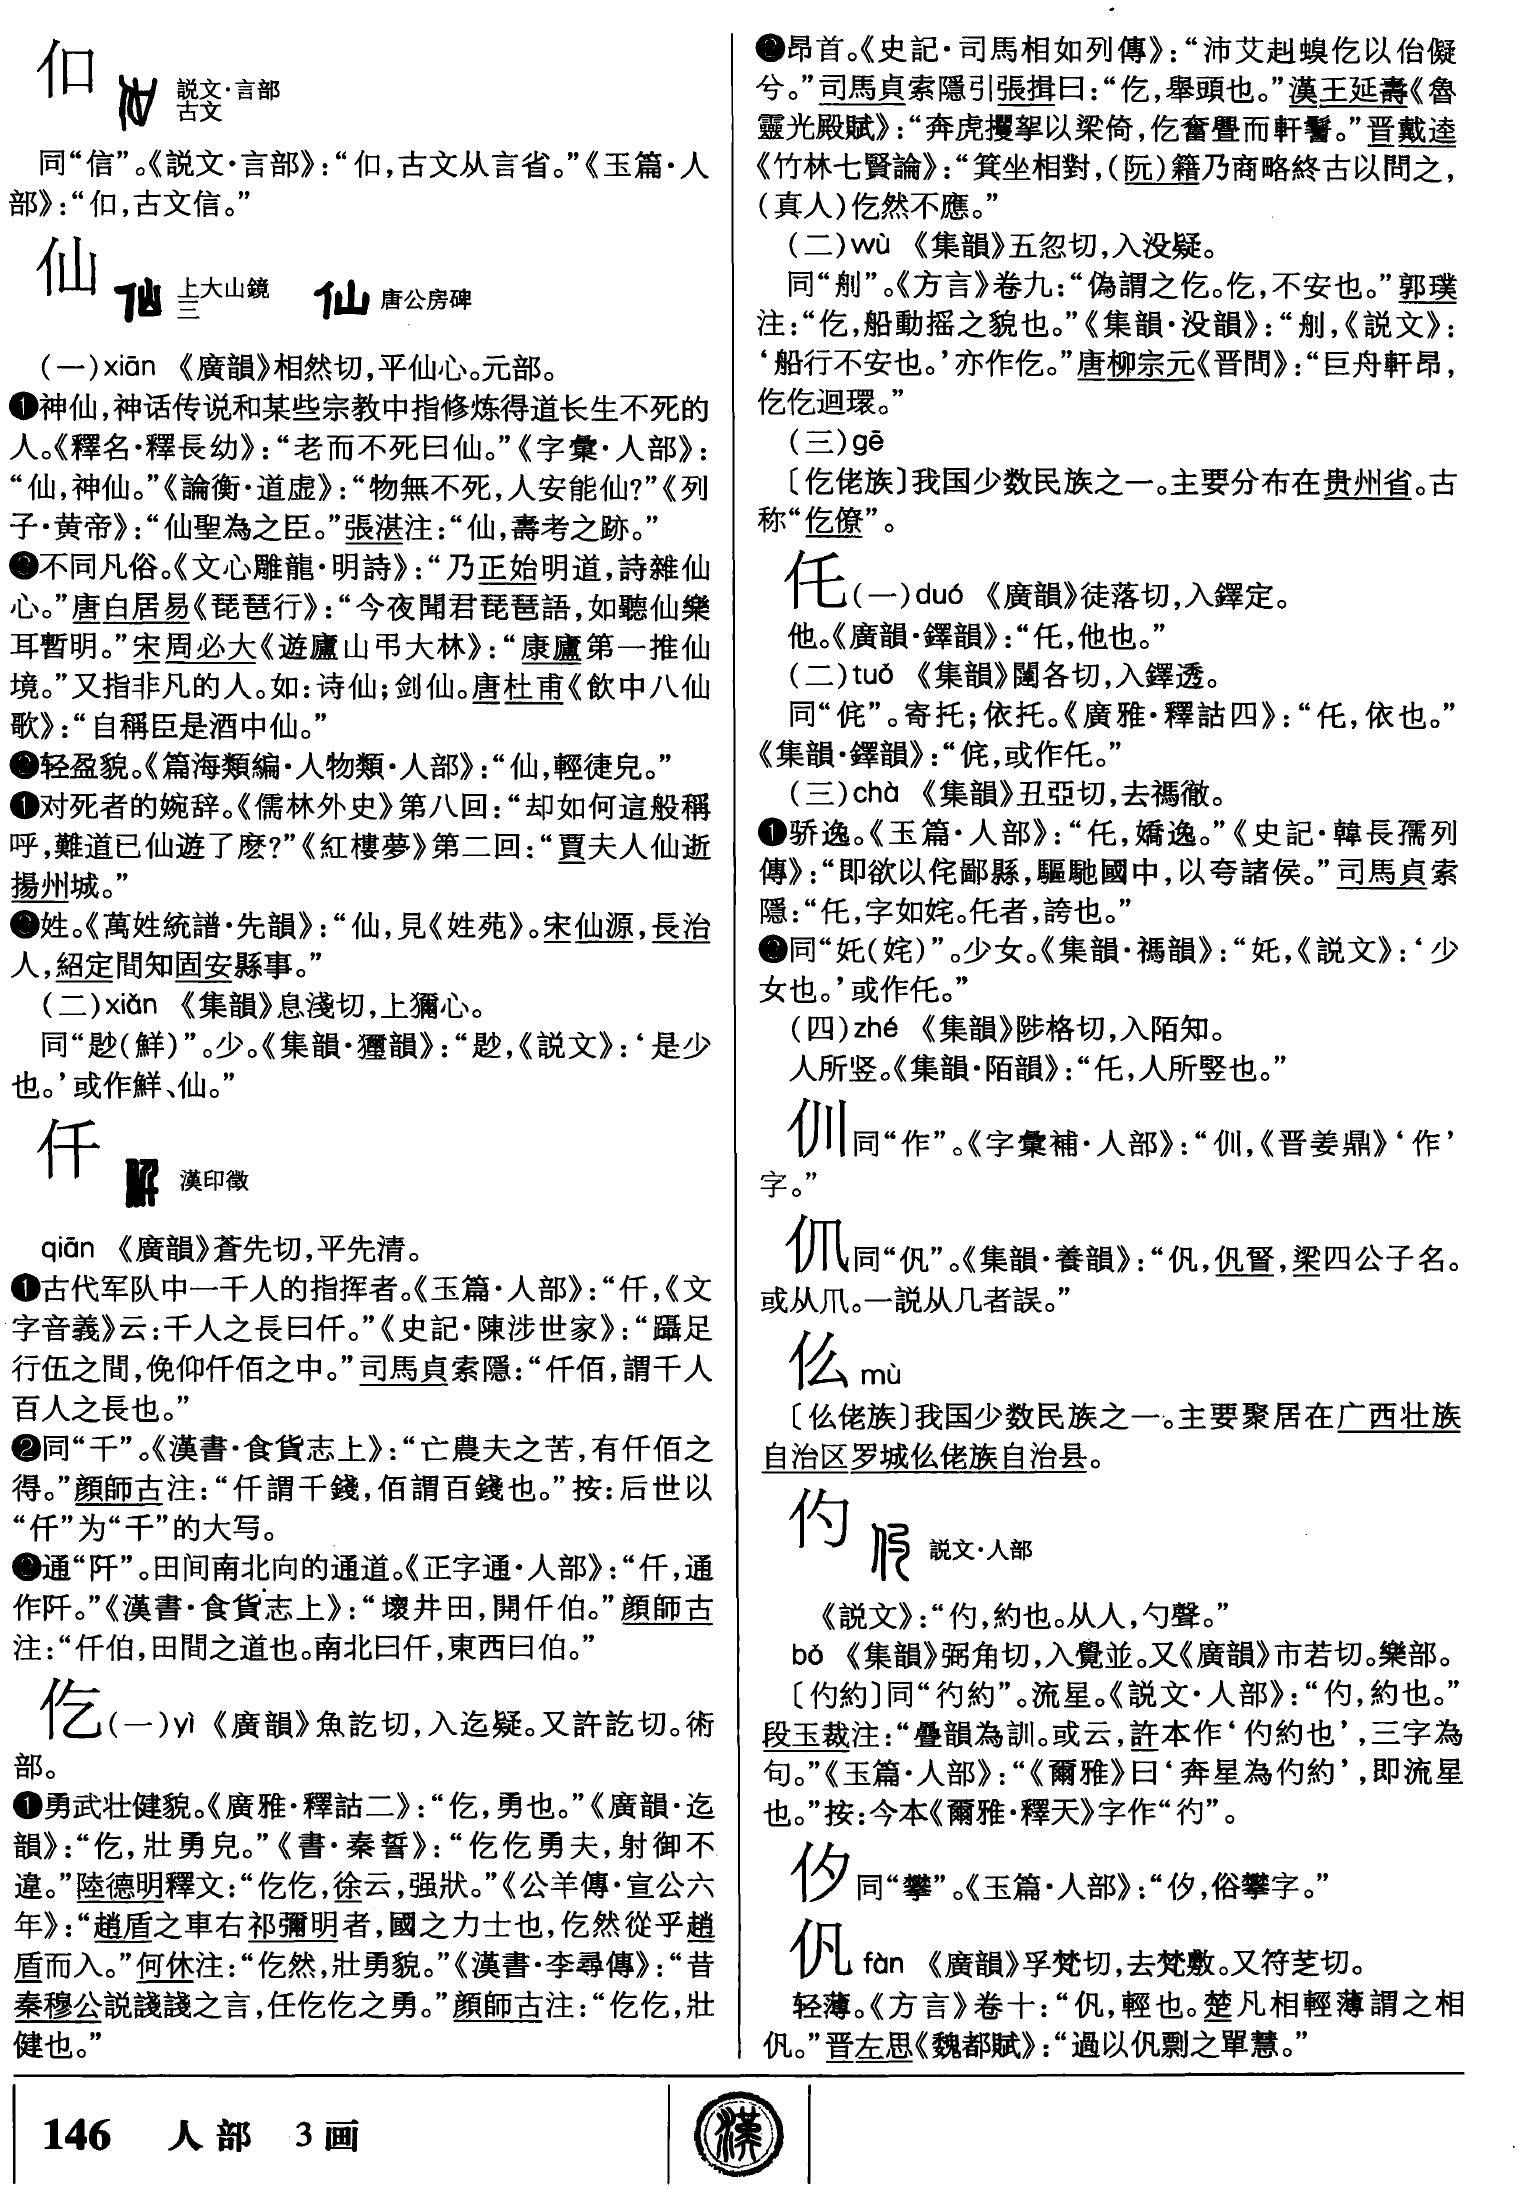 㐰
説文·言部
古文
同“信”。《説文·言部》：“㐰，古文从言省。”《玉篇·人
部》：“㐰，古文信。”
仙
上大山鏡
三
唐公房碑
（一）xiān 《廣韻》相然切，平仙心。元部。
❶神仙，神话传说和某些宗教中指修炼得道长生不死的
人。《釋名·釋長幼》：“老而不死曰仙。”《字彙·人部》：
“仙，神仙。”《論衡·道虚》：“物無不死，人安能仙？”《列
子·黄帝》：“仙聖為之臣。”張湛注：“仙，壽考之跡。”
不同凡俗。《文心雕龍·明詩》：“乃正始明道，詩雜仙
心。”唐白居易《琵琶行》：“今夜聞君琵琶語，如聽仙樂
耳暫明。”宋周必大《遊廬山弔大林》：“康廬第一推仙
境。”又指非凡的人。如：诗仙；剑仙。唐杜甫《飲中八仙
歌》：“自稱臣是酒中仙。”
轻盈貌。《篇海類編·人物類·人部》：“仙，輕徢皃。”
对死者的婉辞。《儒林外史》第八回：“却如何這般稱
呼，難道已仙遊了麽？”《紅樓夢》第二回：“賈夫人仙逝
揚州城。”
姓。《萬姓統譜·先韻》：“仙，見《姓苑》。宋仙源，長治
人，紹定間知固安縣事。”
（二）xiǎn 《集韻》息淺切，上獮心。
同“尟（鮮）”。少。《集韻·獮韻》：“尟，《説文》：‘是少
也。’或作鮮、仙。”
仟
漢印徵
qiān 《廣韻》蒼先切，平先清。
❶古代军队中一千人的指挥者。《玉篇·人部》：“仟，《文
字音義》云：千人之長曰仟。”《史記·陳涉世家》：“躡足
行伍之間，俛仰仟佰之中。”司馬貞索隱：“仟佰，謂千人
百人之長也。”
❷同“千”。《漢書·食貨志上》：“亡農夫之苦，有仟佰之
得。”顔師古注：“仟謂千錢，佰謂百錢也。”按：后世以
“仟”为“千”的大写。
通“阡”。田间南北向的通道。《正字通·人部》：“仟，通
作阡。”《漢書·食貨志上》：“壞井田，開仟伯。”顔師古
注：“仟伯，田間之道也。南北曰仟，東西曰伯。”
仡（一）yì 《廣韻》魚訖切，入迄疑。又許訖切。術
部。
❶勇武壮健貌。《廣雅·釋詁二》：“仡，勇也。”《廣韻·迄
韻》：“仡，壯勇皃。”《書·秦誓》：“仡仡勇夫，射御不
違。”陸德明釋文：“仡仡，徐云，强狀。”《公羊傳·宣公六
年》：“趙盾之車右祁彌明者，國之力士也，仡然從乎趙
盾而入。”何休注：“仡然，壯勇貌。”《漢書·李尋傳》：“昔
秦穆公説諓諓之言，任仡仡之勇。”顔師古注：“仡仡，壯
健也。”
昂首。《史記·司馬相如列傳》：“沛艾赳螑仡以佁儗
兮。”司馬貞索隱引張揖曰：“仡，舉頭也。”漢王延壽《魯
靈光殿賦》：“奔虎攫挐以梁倚，仡奮舋而軒鬐。”晋戴逵
《竹林七賢論》：“箕坐相對，（阮）籍乃商略終古以問之，
（真人）仡然不應。”
（二）wù 《集韻》五忽切，入没疑。
同“舠”。《方言》卷九：“偽謂之仡。仡，不安也。”郭璞
注：“仡，船動摇之貌也。”《集韻·没韻》：“《説文》：
‘船行不安也。’亦作仡。”唐柳宗元《晋問》：“巨舟軒昂，
仡仡迴環。”
（三）gē
〔仡佬族〕我国少数民族之一。主要分布在贵州省。古
称“仡僚”。
仛（一）duó 《廣韻》徒落切，入鐸定。
他。《廣韻·鐸韻》：“仛，他也。”
（二）tuō 《集韻》闥各切，入鐸透。
同“侂”。寄托；依托。《廣雅·釋詁四》：“仛，依也。”
《集韻·鐸韻》：“侂，或作仛。”
（三）chà 《集韻》丑亞切，去禡徹。
❶骄逸。《玉篇·人部》：“仛，嬌逸。”《史記·韓長孺列
傳》：“即欲以侘鄙縣，驅馳國中，以夸諸侯。”司馬貞索
隱：“仛，字如姹。仛者，誇也。”
同“奼（姹）”。少女。《集韻·禡韻》：“奼，《説文》：‘少
女也。’或作仛。”
（四）zhé 《集韻》陟格切，入陌知。
人所竖。《集韻·陌韻》：“仛，人所竪也。”
㐱同“作”。《字彙補·人部》：“《晋姜鼎》‘作’
字。”
仉同“仈”。《集韻·養韻》：“梁四公子名。
或从爪。一説从几者誤。”
仫 mù
〔仫佬族〕我国少数民族之一。主要聚居在广西壮族
自治区罗城仫佬族自治县。
仢
説文·人部
《説文》：“仢，約也。从人，勺聲。”
bó 《集韻》弼角切，入覺並。又《廣韻》市若切。樂部。
〔仢約〕同“彴約”。流星。《説文·人部》：“仢，約也。”
段玉裁注：“疊韻為訓。或云，許本作‘仢約也’，三字為
句。”《玉篇·人部》：“《爾雅》曰‘奔星為仢約’，即流星
也。”按：今本《爾雅·釋天》字作“彴”。
㐴同“攀”。《玉篇·人部》：“俗攀字。”
仉 fàn 《廣韻》孚梵切，去梵敷。又符芝切。
轻薄。《方言》卷十：“㐲，輕也。楚凡相輕薄謂之相
㐲。”晋左思《魏都賦》：“過以㐲剽之單慧。”
146 人部 3画
漢